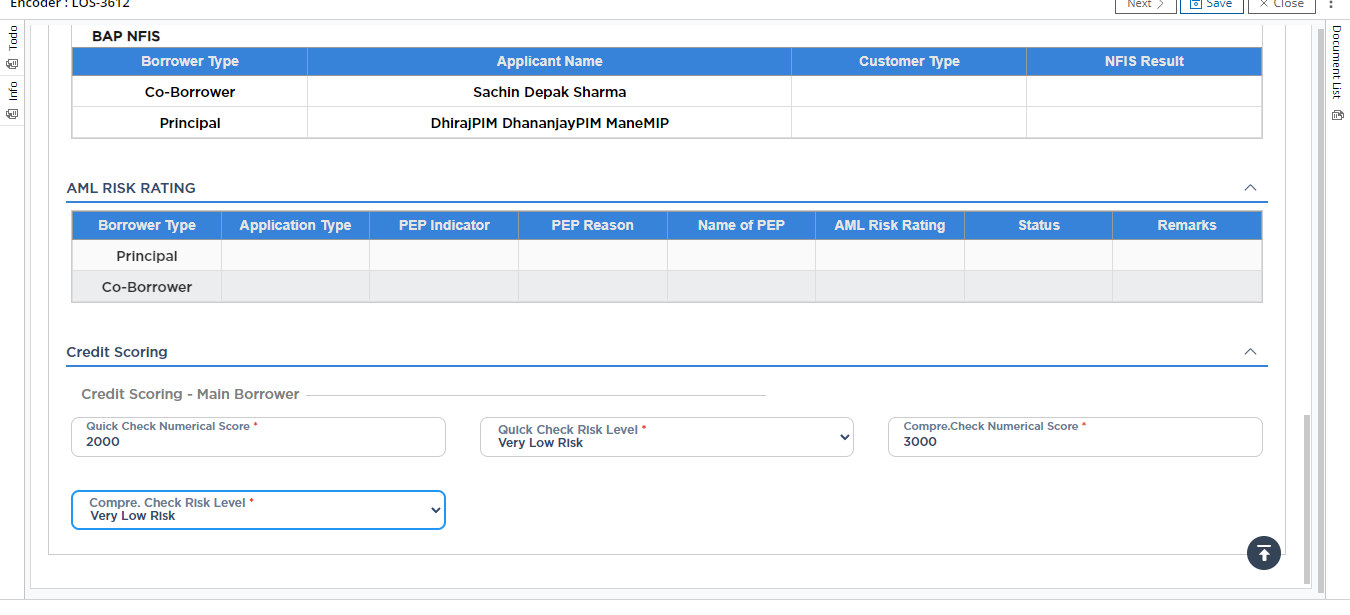 Encoder : LOS-3612
Next
Save
Close
Todo
Info
Document List
BAP NFIS
Borrower Type Applicant Name Customer Type NFIS Result
Co-Borrower Sachin Depak Sharma
Principal DhirajPIM DhananjayPIM ManeMIP
AML RISK RATING
Borrower Type Application Type PEP Indicator PEP Reason Name of PEP AML Risk Rating Status Remarks
Principal
Co-Borrower
Credit Scoring
Credit Scoring - Main Borrower
Quick Check Numerical Score *
2000
Quick Check Risk Level *
Very Low Risk
Compre.Check Numerical Score *
3000
Compre. Check Risk Level *
Very Low Risk